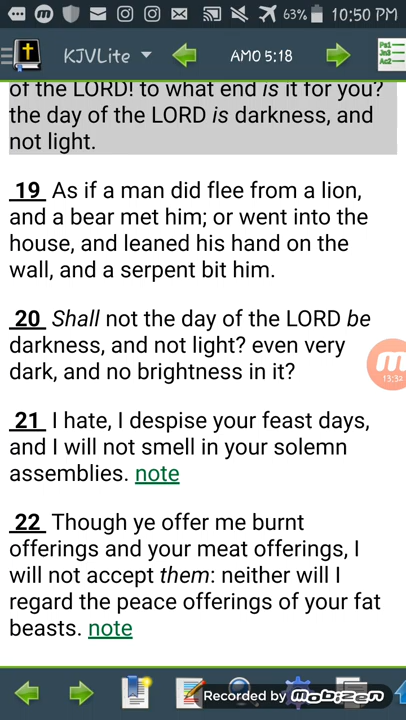 63% 10:50 PM
KJVLite AMO 5:18
Ps1
Jn3
Ac2
of the LORD! to what end is it for you?
the day of the LORD is darkness, and
not light.
19 As if a man did flee from a lion,
and a bear met him; or went into the
house, and leaned his hand on the
wall, and a serpent bit him.
20 Shall not the day of the LORD be
darkness, and not light? even very
dark, and no brightness in it?
13:32
21 I hate, I despise your feast days,
and I will not smell in your solemn
assemblies. note
22 Though ye offer me burnt
offerings and your meat offerings, I
will not accept them: neither will I
regard the peace offerings of your fat
beasts. note
Recorded by Mobizen